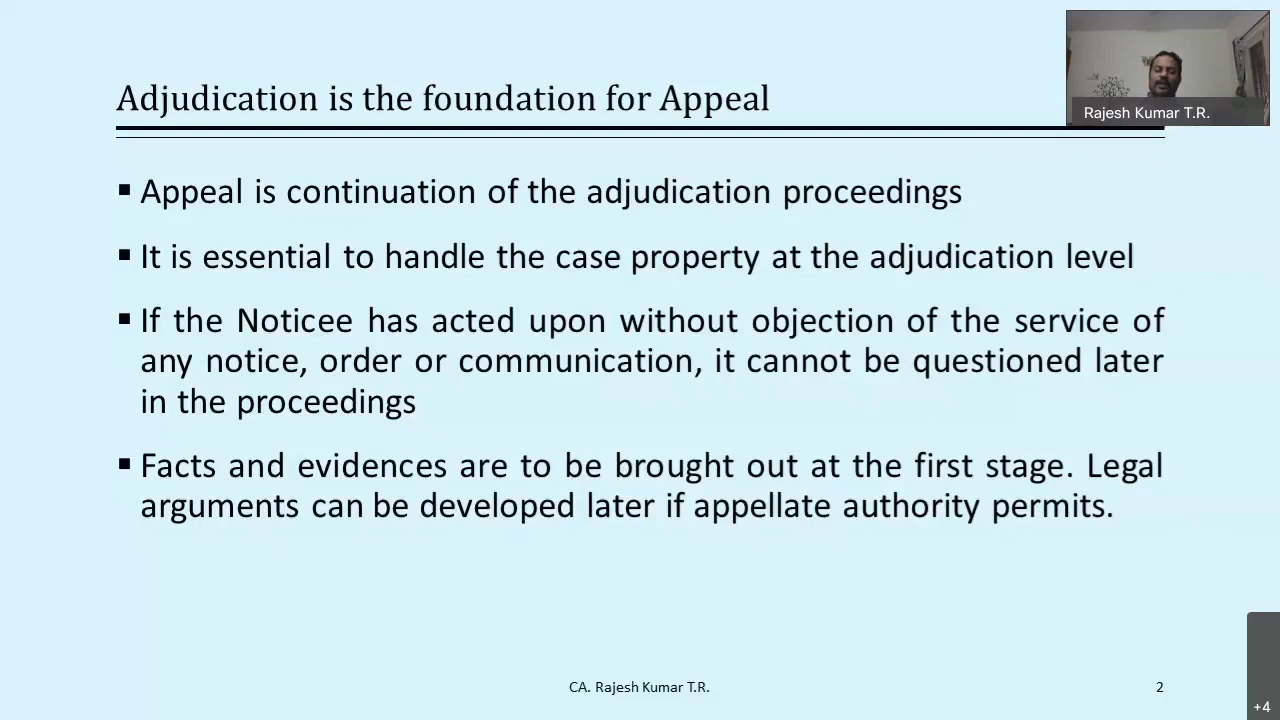 Adjudication is the foundation for Appeal
Rajesh Kumar T.R.
▪ Appeal is continuation of the adjudication proceedings
▪ It is essential to handle the case property at the adjudication level
▪ If the Noticee has acted upon without objection of the service of
any notice, order or communication, it cannot be questioned later
in the proceedings
▪ Facts and evidences are to be brought out at the first stage. Legal
arguments can be developed later if appellate authority permits.
CA. Rajesh Kumar T.R.
2
+4